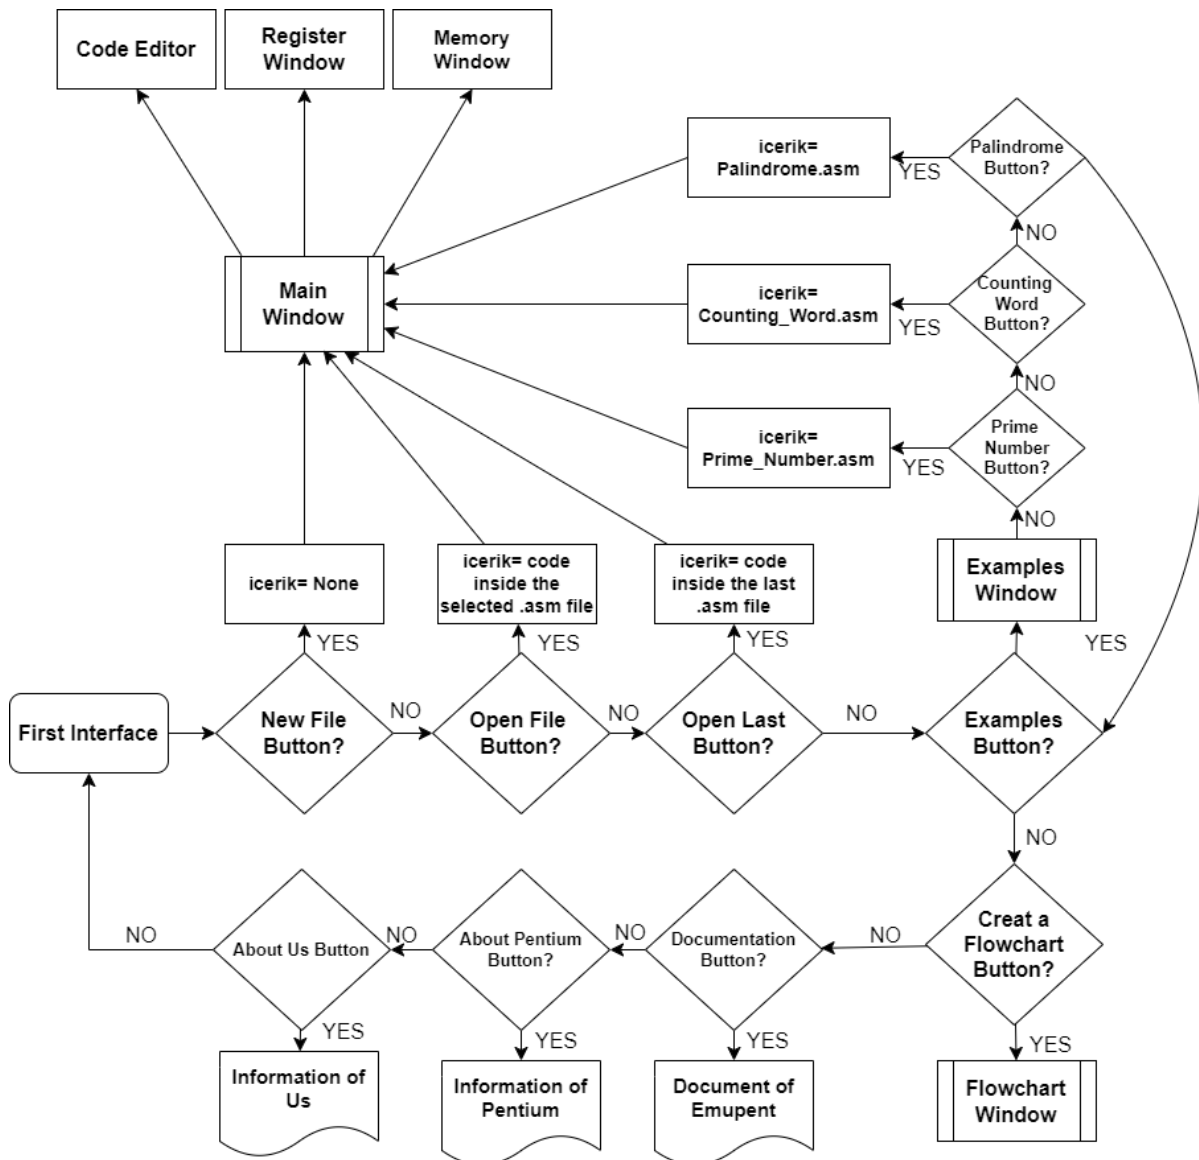 Code Editor
Register
Window
Memory
Window
icerik=
Palindrome.asm
YES
Palindrome
Button?
NO
Main
Window
icerik=
Counting_Word.asm
YES
Counting
Word
Button?
NO
icerik=
Prime_Number.asm
YES
Prime
Number
Button?
NO
icerik= None
icerik= code
inside the
selected .asm file
icerik= code
inside the last
.asm file
Examples
Window
YES
YES
YES
YES
First Interface
New File
Button?
NO
Open File
Button?
NO
Open Last
Button?
NO
Examples
Button?
NO
About Us Button
NO
NO
About Pentium
Button?
NO
Documentation
Button?
NO
Creat a
Flowchart
Button?
YES
YES
YES
YES
Information of
Us
Information of
Pentium
Document of
Emupent
Flowchart
Window